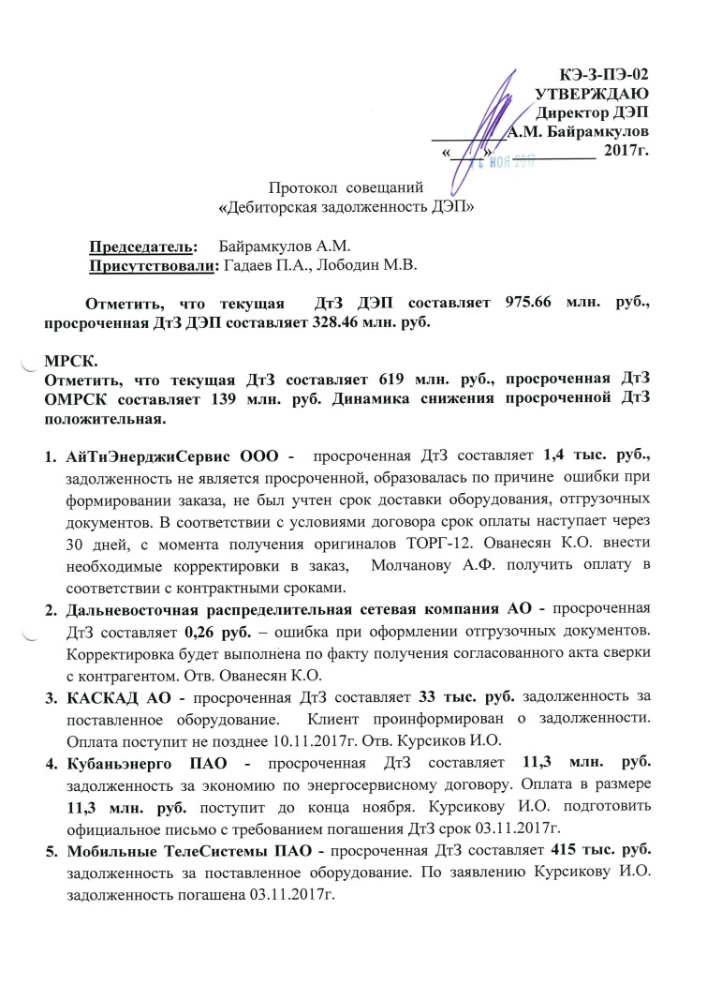 КЭ-З-ПЭ-02
УТВЕРЖДАЮ
Директор ДЭП
_________А.М. Байрамкулов
«____» __________ 2017г.
14 НОЯ 2017
Протокол совещаний
«Дебиторская задолженность ДЭП»
Председатель: Байрамкулов А.М.
Присутствовали: Гадаев П.А., Лободин М.В.
Отметить, что текущая ДтЗ ДЭП составляет 975.66 млн. руб.,
просроченная ДтЗ ДЭП составляет 328.46 млн. руб.
МРСК.
Отметить, что текущая ДтЗ составляет 619 млн. руб., просроченная ДтЗ
ОМРСК составляет 139 млн. руб. Динамика снижения просроченной ДтЗ
положительная.
1. АйТиЭнерджиСервис ООО - просроченная ДтЗ составляет 1,4 тыс. руб.,
задолженность не является просроченной, образовалась по причине ошибки при
формировании заказа, не был учтен срок доставки оборудования, отгрузочных
документов. В соответствии с условиями договора срок оплаты наступает через
30 дней, с момента получения оригиналов ТОРГ-12. Ованесян К.О. внести
необходимые корректировки в заказ, Молчанову А.Ф. получить оплату в
соответствии с контрактными сроками.
2. Дальневосточная распределительная сетевая компания АО - просроченная
ДтЗ составляет 0,26 руб. – ошибка при оформлении отгрузочных документов.
Корректировка будет выполнена по факту получения согласованного акта сверки
с контрагентом. Отв. Ованесян К.О.
3. КАСКАД АО - просроченная ДтЗ составляет 33 тыс. руб. задолженность за
поставленное оборудование. Клиент проинформирован о задолженности.
Оплата поступит не позднее 10.11.2017г. Отв. Курсиков И.О.
4. Кубаньэнерго ПАО - просроченная ДтЗ составляет 11,3 млн. руб.
задолженность за экономию по энергосервисному договору. Оплата в размере
11,3 млн. руб. поступит до конца ноября. Курсикову И.О. подготовить
официальное письмо с требованием погашения ДтЗ срок 03.11.2017г.
5. Мобильные ТелеСистемы ПАО - просроченная ДтЗ составляет 415 тыс. руб.
задолженность за поставленное оборудование. По заявлению Курсикову И.О.
задолженность погашена 03.11.2017г.